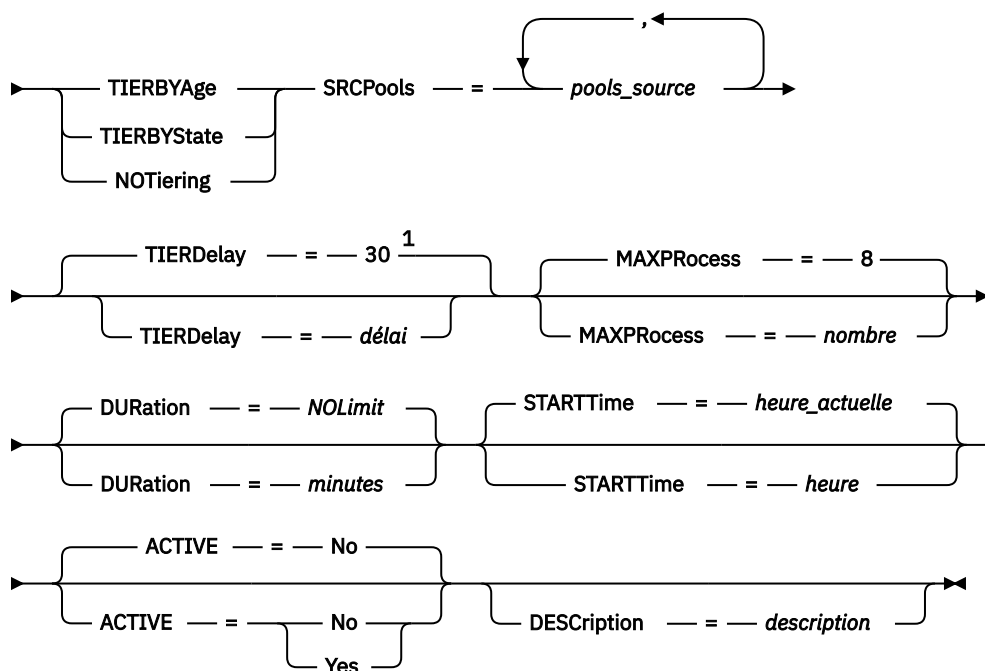 ,
TIERBYAge SRCPools = pools_source
TIERBYState
NOTiering
TIERDelay = 30 1 MAXPRocess = 8
TIERDelay = délai MAXPRocess = nombre
DURation = NOLimit STARTTime = heure_actuelle
DURation = minutes STARTTime = heure
ACTIVE = No
ACTIVE = No DESCription = description
Yes